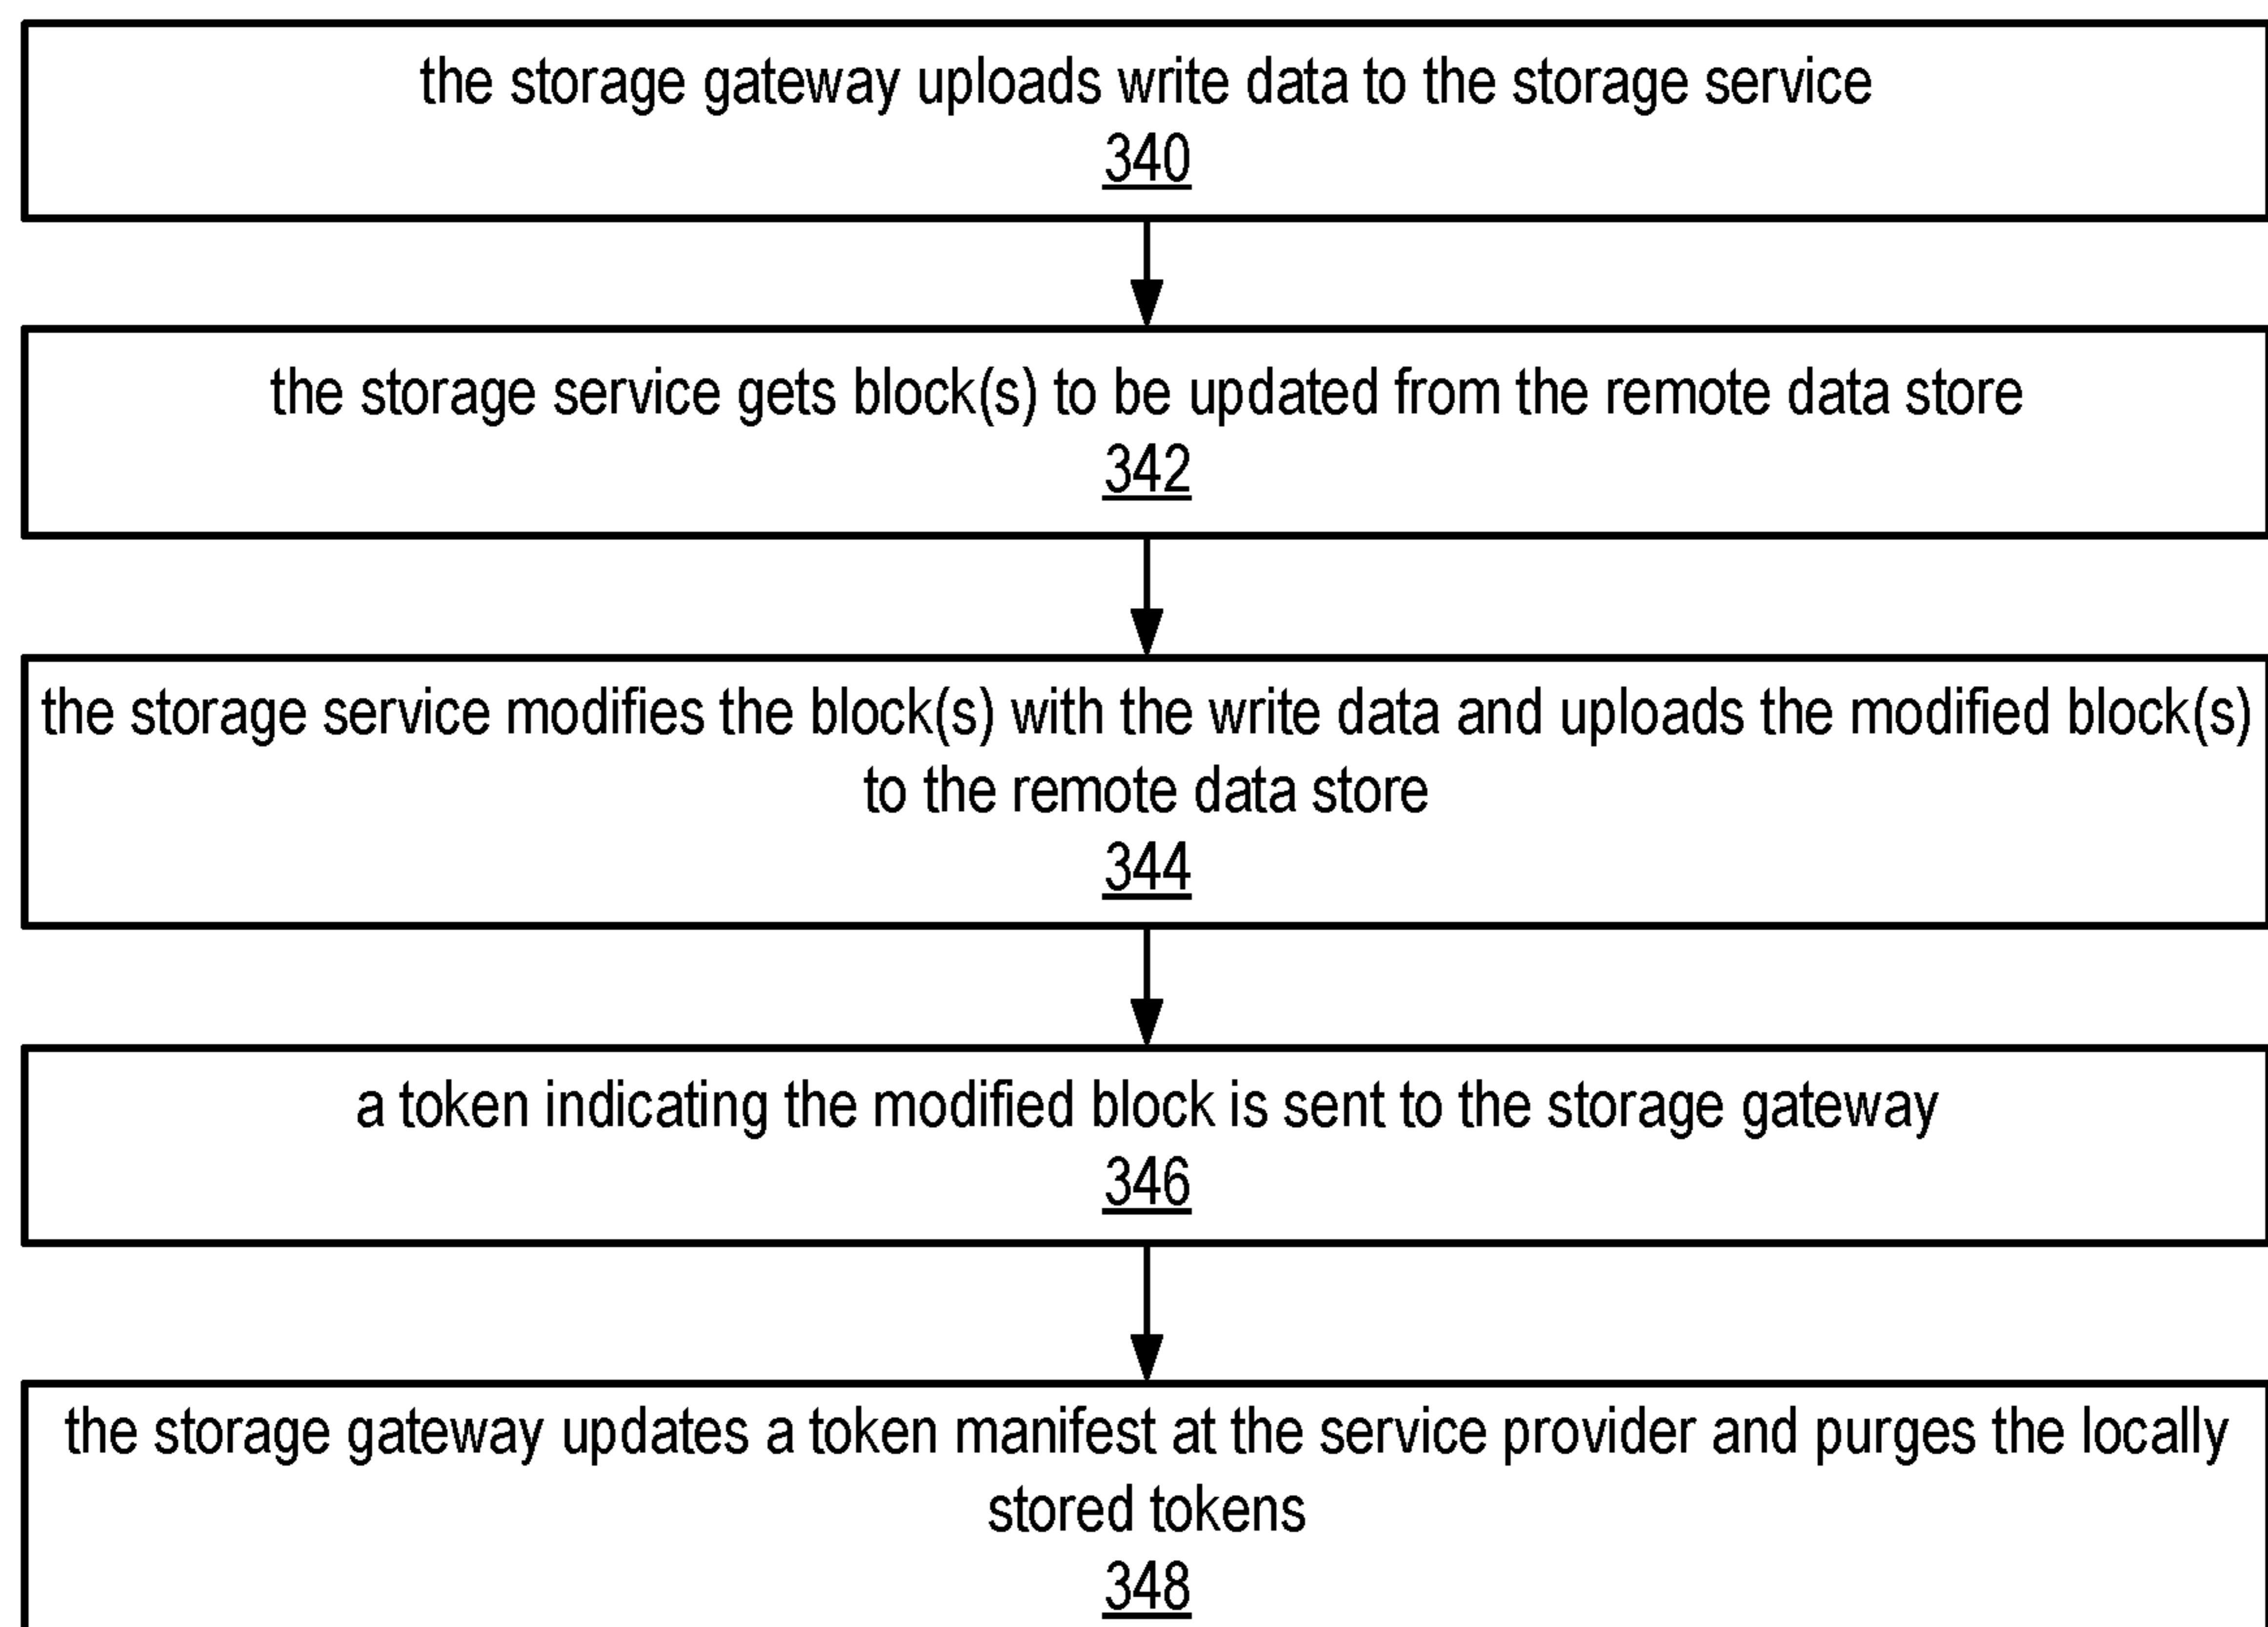 the storage gateway uploads write data to the storage service
340
the storage service gets block(s) to be updated from the remote data store
342
the storage service modifies the block(s) with the write data and uploads the modified block(s)
to the remote data store
344
a token indicating the modified block is sent to the storage gateway
346
the storage gateway updates a token manifest at the service provider and purges the locally
stored tokens
348